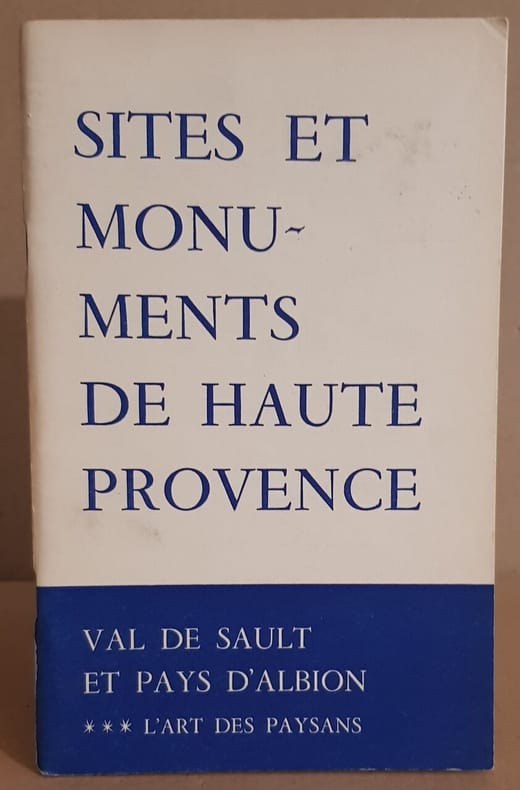 SITES ET
MONU-
MENTS
DE HAUTE
PROVENCE
VAL DE SAULT
ET PAYS D'ALBION
*** L'ART DES PAYSANS